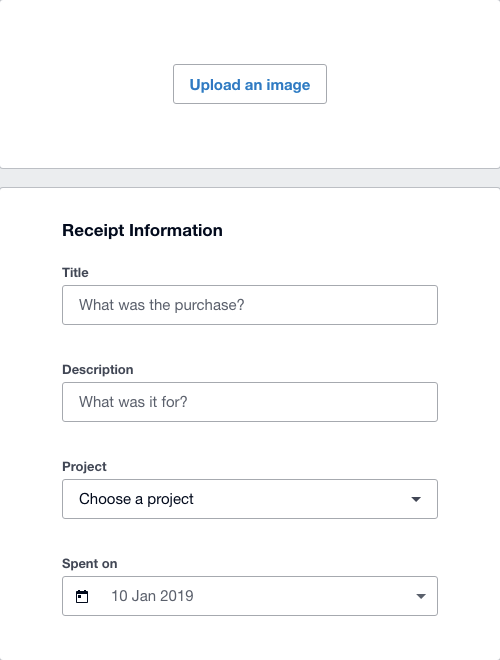 Upload an image
Receipt Information
Title
What was the purchase?
Description
What was it for?
Project
Choose a project
Spent on
10 Jan 2019